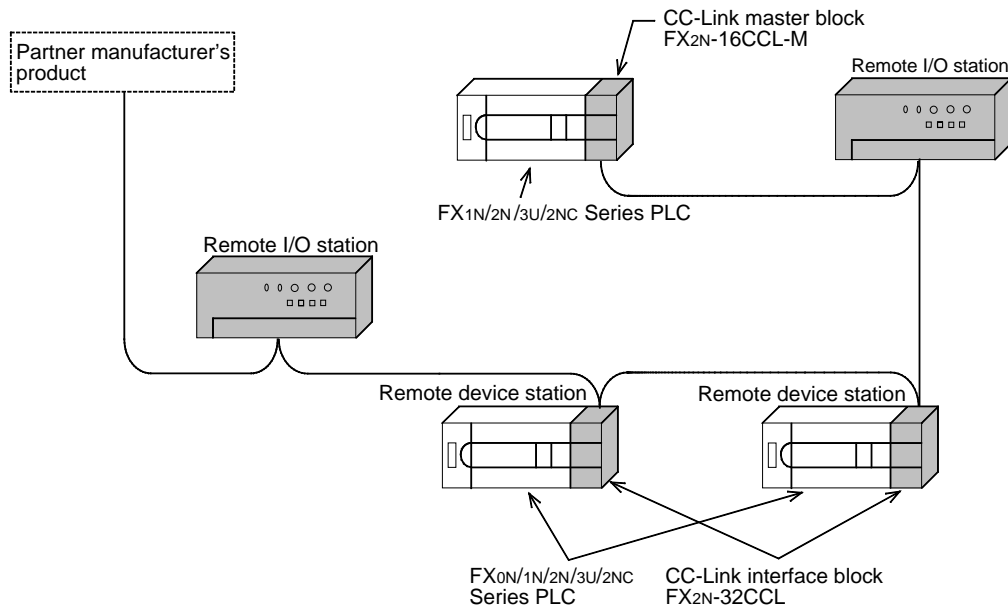 CC-Link master block
FX2N-16CCL-M
Partner manufacturer's
product
Remote I/O station
FX1N/2N/3U/2NC Series PLC
Remote I/O station
Remote device station
Remote device station
FX0N/1N/2N/3U/2NC
Series PLC
CC-Link interface block
FX2N-32CCL